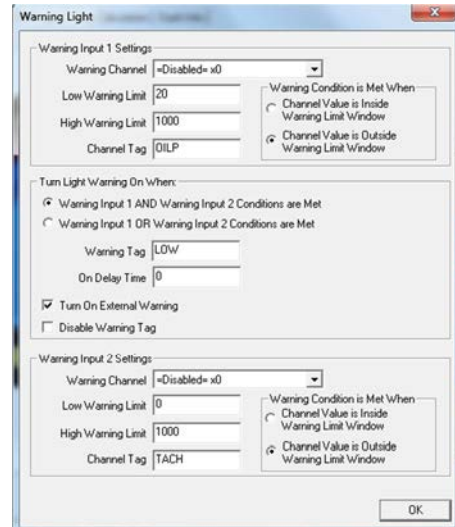 Warning Light
Warning Input 1 Settings
Warning Channel =Disabled= x0
Low Warning Limit 20
High Warning Limit 1000
Channel Tag OILP
Warning Condition is Met When
Channel Value is Inside
Warning Limit Window
Channel Value is Outside
Warning Limit Window
Turn Light Warning On When:
Warning Input 1 AND Warning Input 2 Conditions are Met
Warning Input 1 OR Warning Input 2 Conditions are Met
Warning Tag LOW
On Delay Time 0
Turn On External Warning
Disable Warning Tag
Warning Input 2 Settings
Warning Channel =Disabled= x0
Low Warning Limit 0
High Warning Limit 1000
Channel Tag TACH
Warning Condition is Met When
Channel Value is Inside
Warning Limit Window
Channel Value is Outside
Warning Limit Window
OK